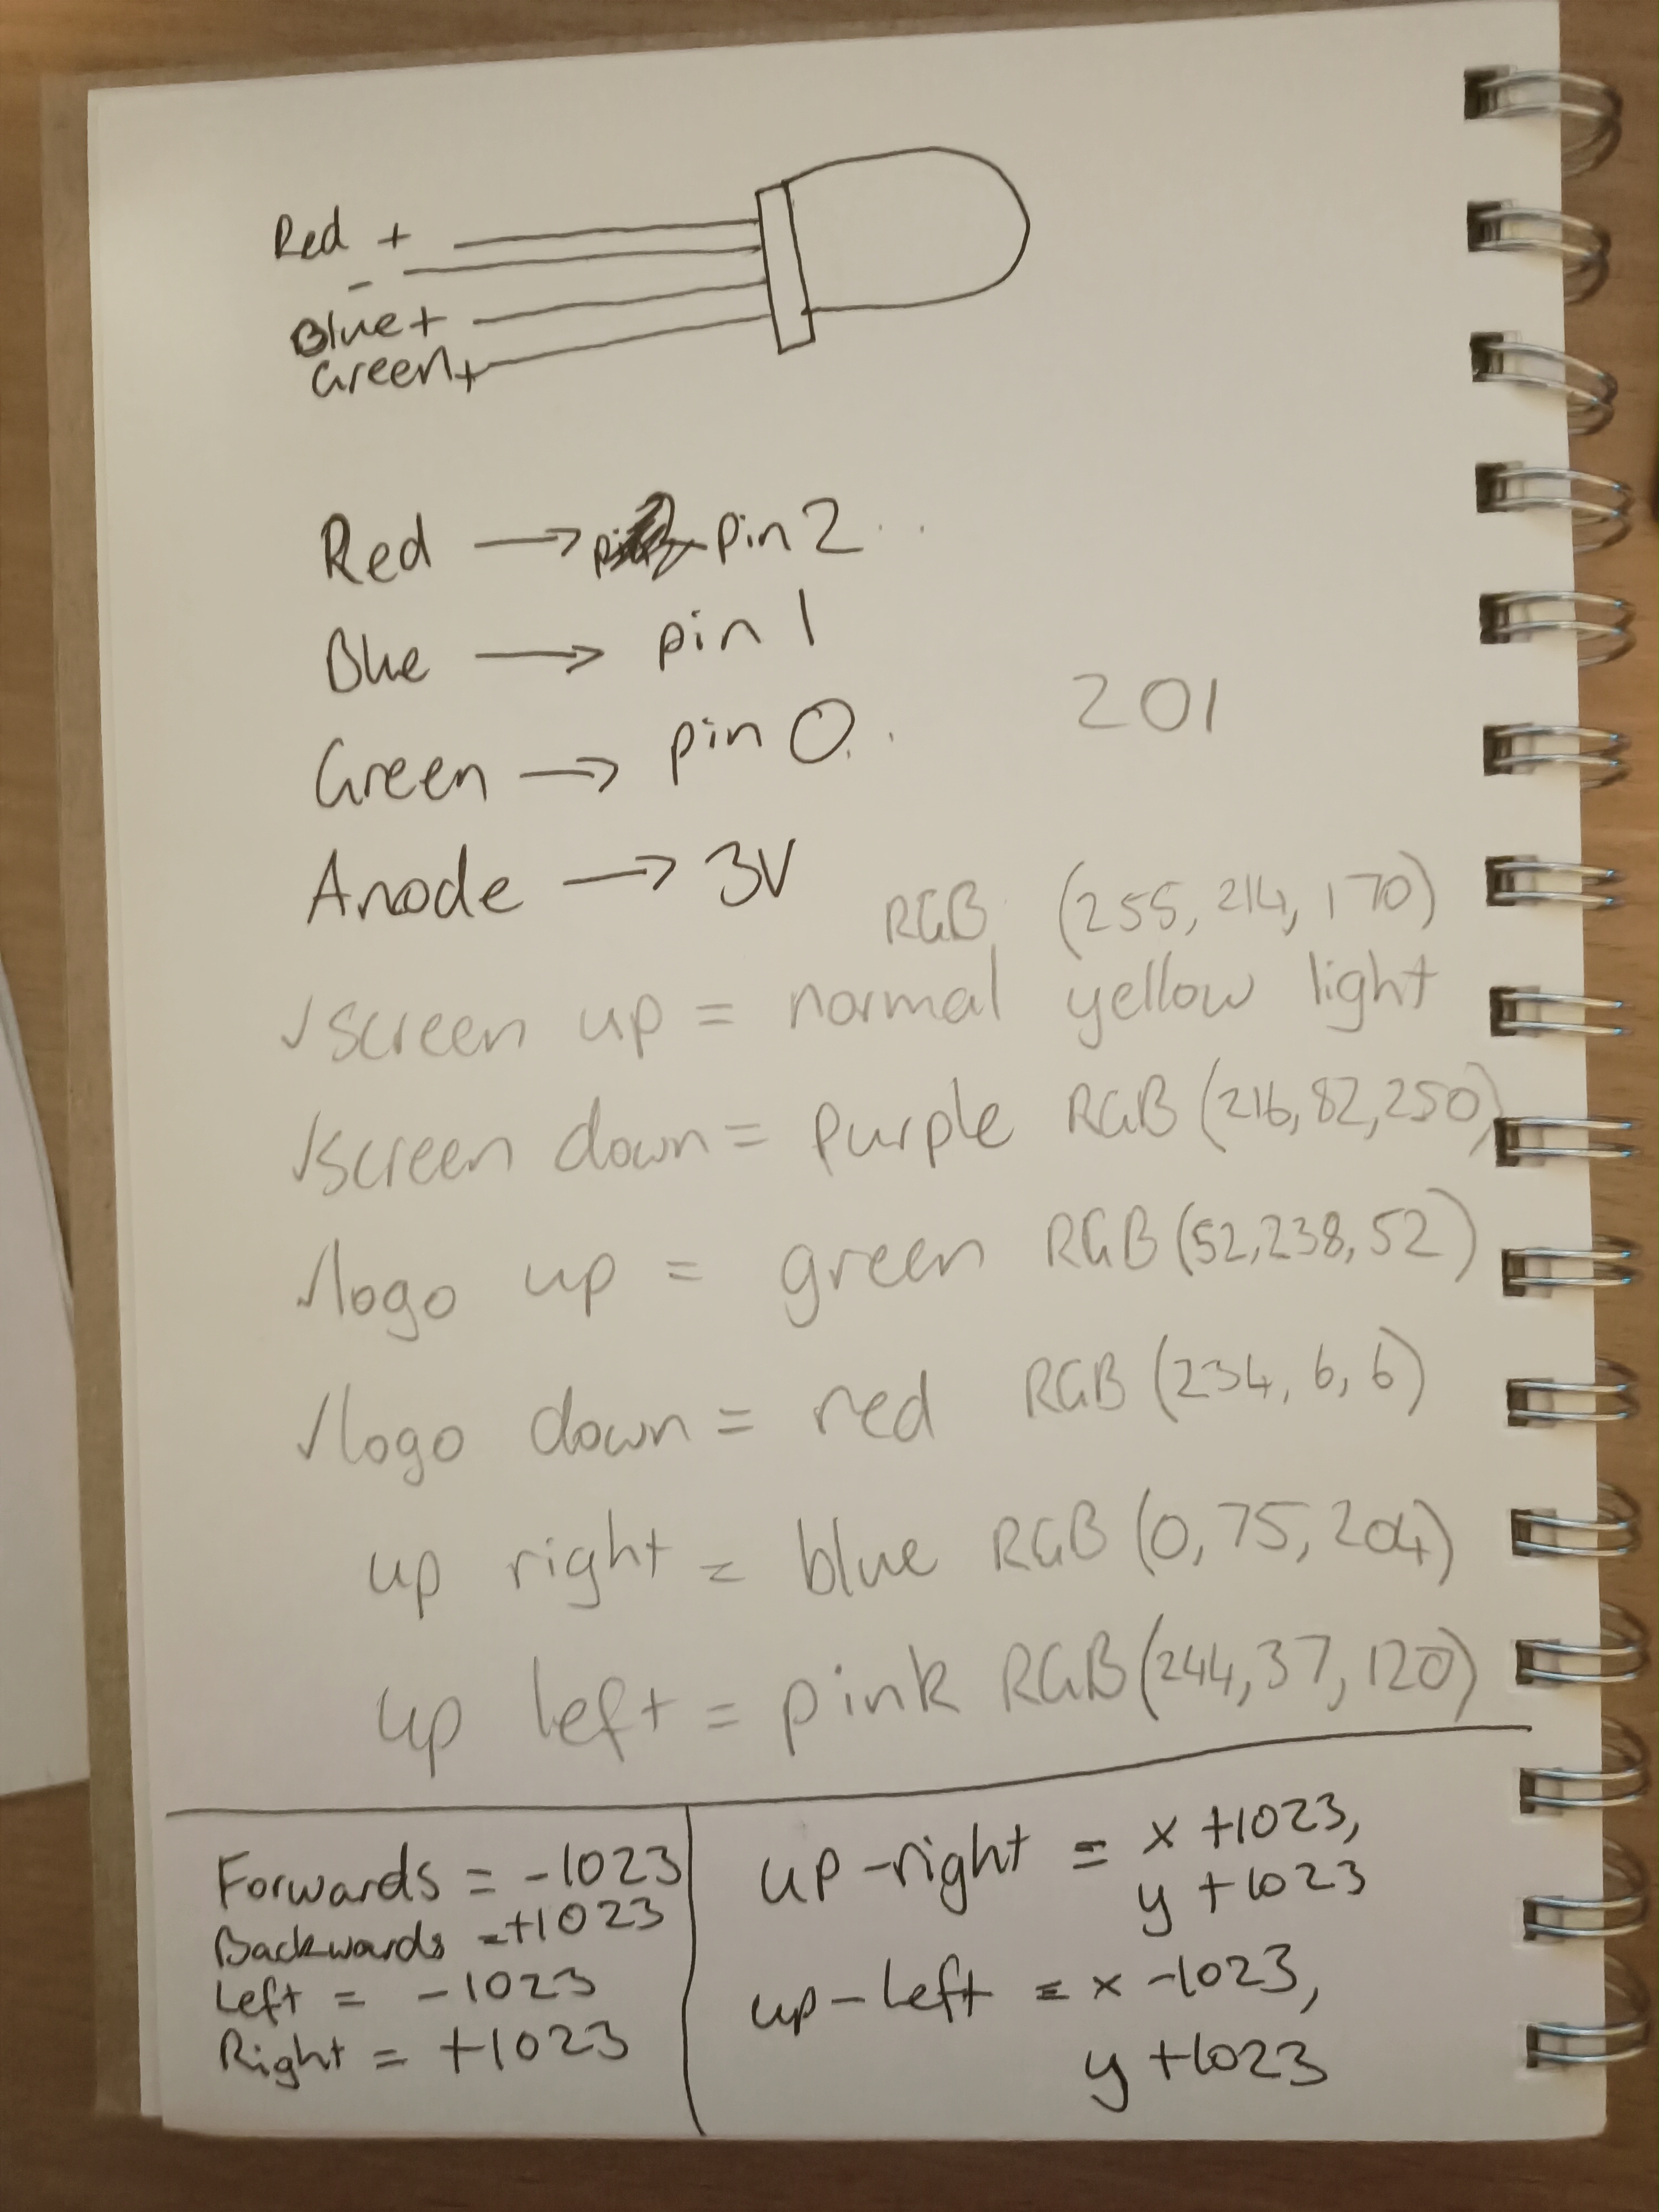 Red +
-
Blue +
Green +
Red → pin 2
Blue → pin 1
201
Green → pin 0
Anode → 3V
RGB (255, 214, 170)
✓screen up = normal yellow light
✓screen down = Purple RGB (216, 82, 250)
✓logo up = green RGB (52, 238, 52)
✓logo down = red RGB (234, 6, 6)
up right = blue RGB (0, 75, 204)
up left = pink RGB (244, 37, 120)
Forwards = -1023
Backwards = +1023
Left = -1023
Right = +1023
up-right = x +1023,
y +1023
up-left = x -1023,
y +1023